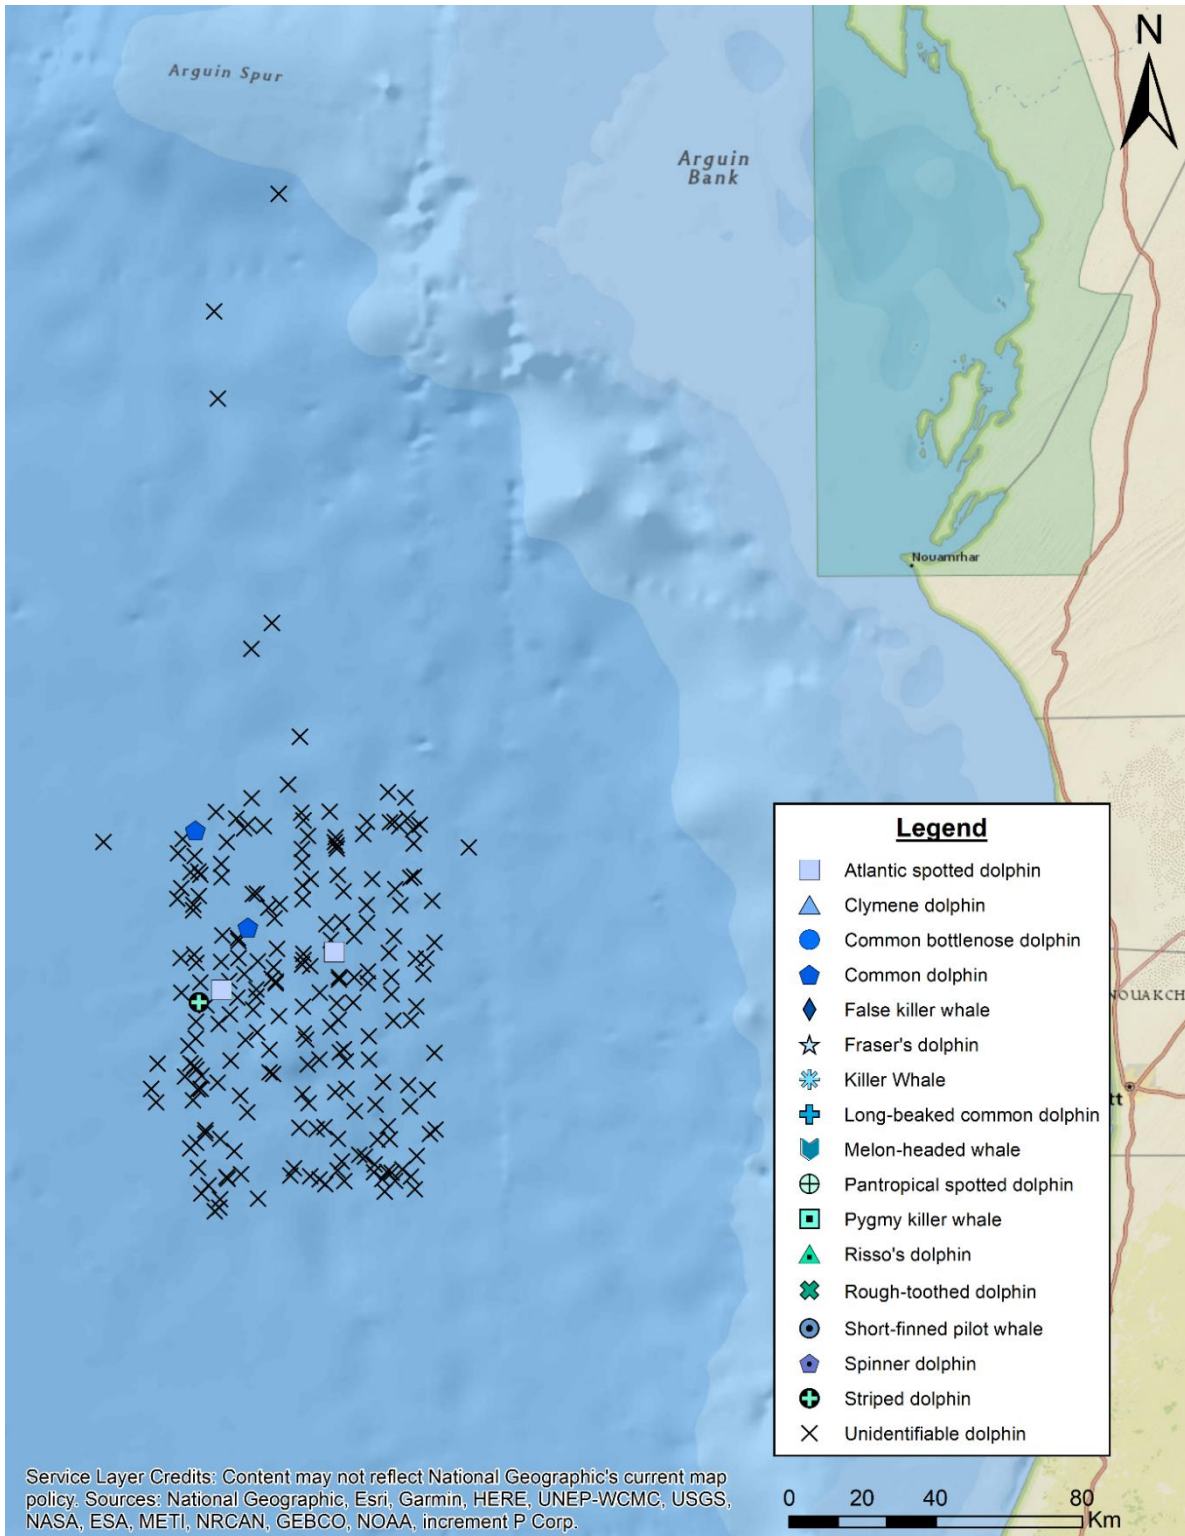 N
Arguin Spur
Arguin
Bank
Nouamrhar
Legend
Atlantic spotted dolphin
Clymene dolphin
Common bottlenose dolphin
Common dolphin
NOUAKCH
False killer whale
Fraser's dolphin
Killer Whale
tt
Long-beaked common dolphin
Melon-headed whale
Pantropical spotted dolphin
Pygmy killer whale
Risso's dolphin
Rough-toothed dolphin
Short-finned pilot whale
Spinner dolphin
Striped dolphin
Unidentifiable dolphin
Service Layer Credits: Content may not reflect National Geographic's current map
policy. Sources: National Geographic, Esri, Garmin, HERE, UNEP-WCMC, USGS,
NASA, ESA, METI, NRCAN, GEBCO, NOAA, increment P Corp.
0 20 40 80
Km